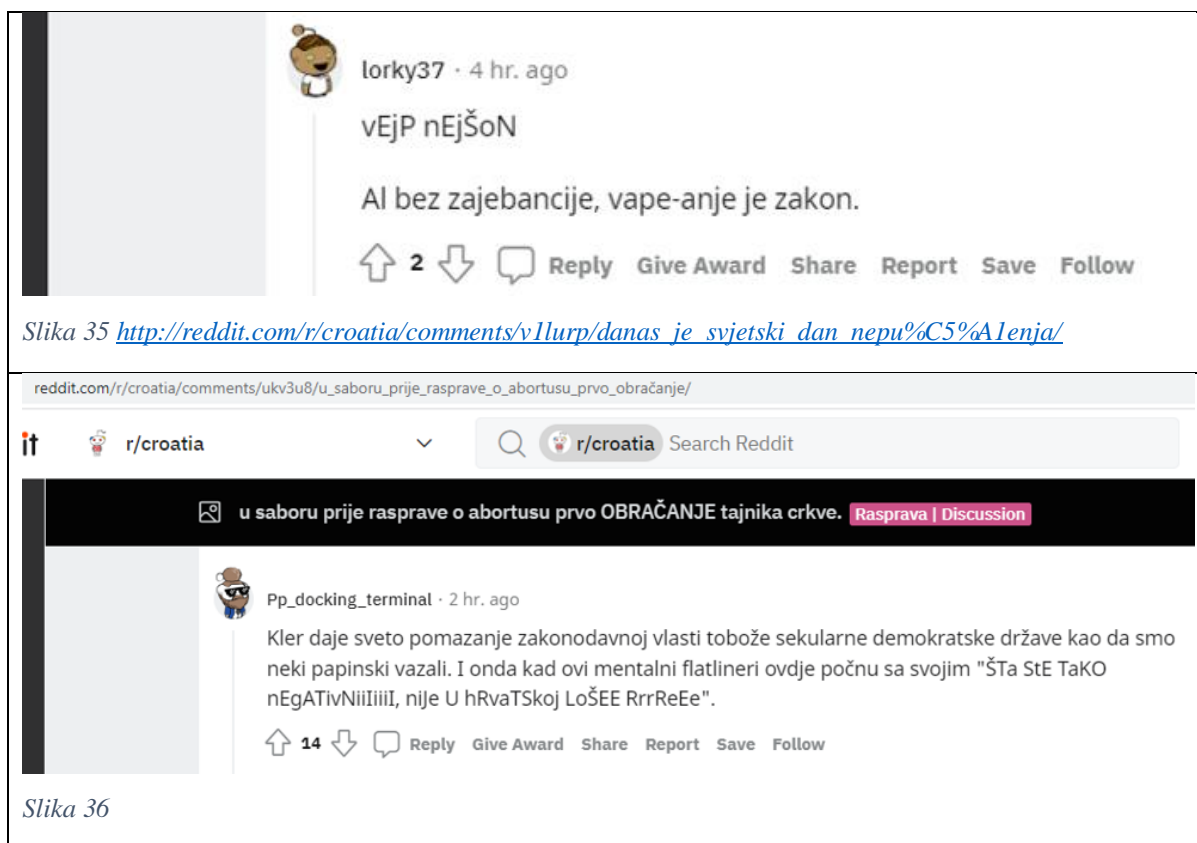 lorky37 · 4 hr. ago
vEjP nEjŠoN
Al bez zajebancije, vape-anje je zakon.
2 Reply Give Award Share Report Save Follow
Slika 35 http://reddit.com/r/croatia/comments/v1lurp/danas_je_svjetski_dan_nepu%C5%A1enja/
reddit.com/r/croatia/comments/ukv3u8/u_saboru_prije_rasprave_o_abortusu_prvo_obračanje/
it r/croatia r/croatia Search Reddit
u saboru prije rasprave o abortusu prvo OBRAČANJE tajnika crkve. Rasprava | Discussion
Pp_docking_terminal · 2 hr. ago
Kler daje sveto pomazanje zakonodavnoj vlasti tobože sekularne demokratske države kao da smo
neki papinski vazali. I onda kad ovi mentalni flatlineri ovdje počnu sa svojim "ŠTa StE TaKO
nEgATivNiiIiiiI, niJe U hRvaTSkoj LoŠEE RrrReEe".
14 Reply Give Award Share Report Save Follow
Slika 36